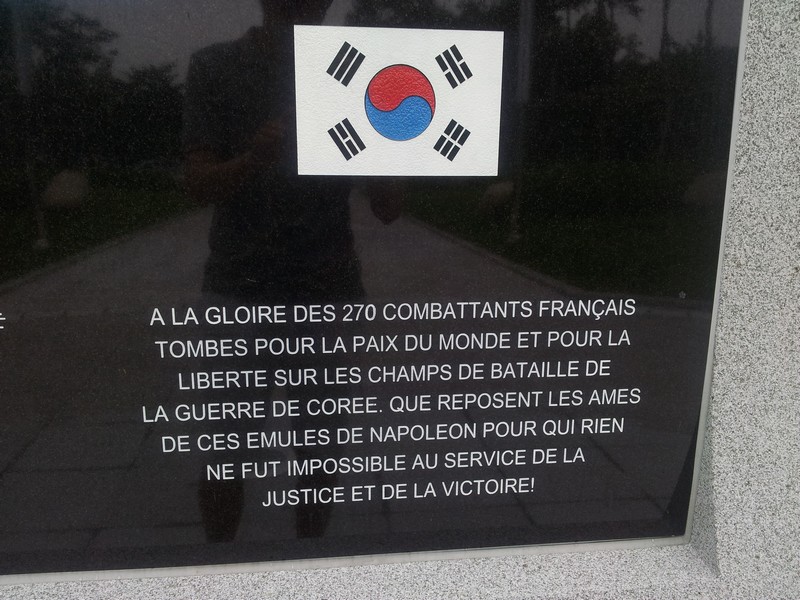 A LA GLOIRE DES 270 COMBATTANTS FRANÇAIS
TOMBES POUR LA PAIX DU MONDE ET POUR LA
LIBERTE SUR LES CHAMPS DE BATAILLE DE
LA GUERRE DE COREE. QUE REPOSENT LES AMES
DE CES EMULES DE NAPOLEON POUR QUI RIEN
NE FUT IMPOSSIBLE AU SERVICE DE LA
JUSTICE ET DE LA VICTOIRE!